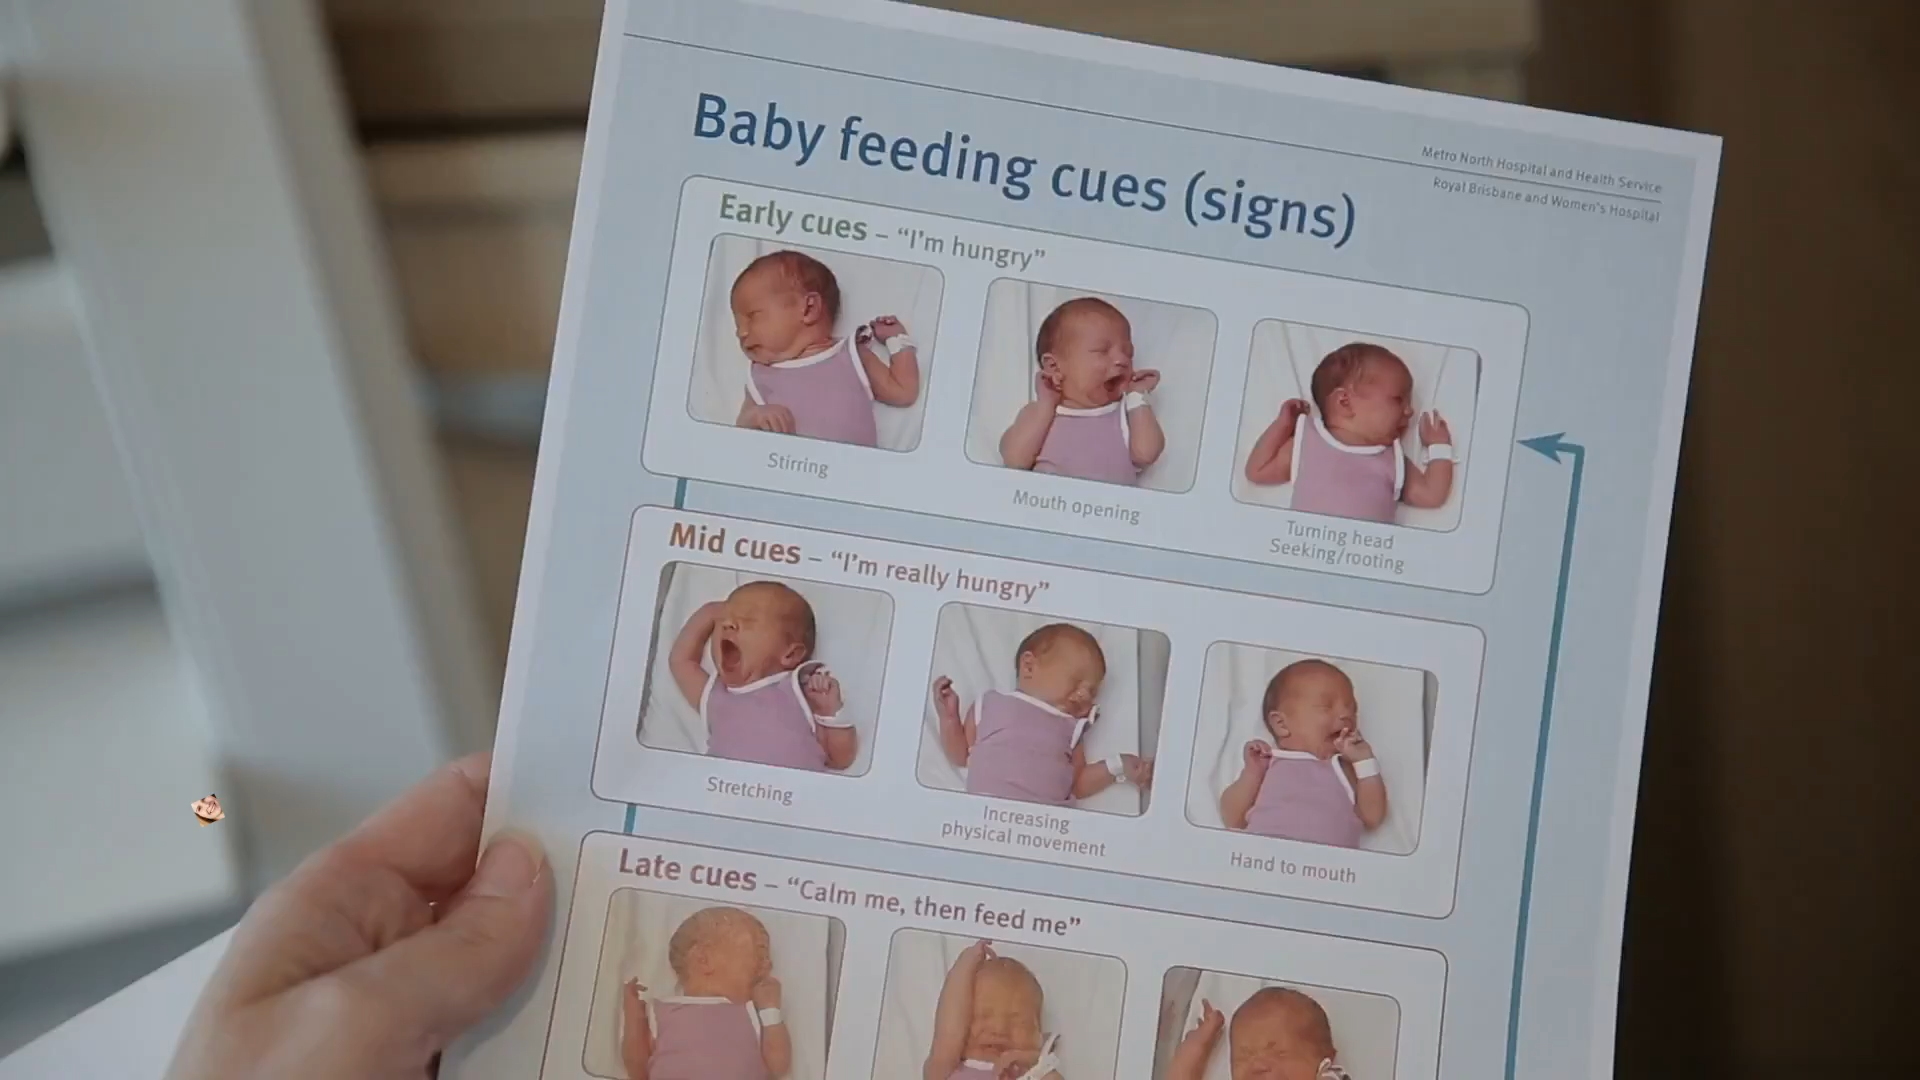 Metro North Hospital and Health Service
Royal Brisbane and Women's Hospital
Baby feeding cues (signs)
Early cues – “I’m hungry”
Stirring
Mouth opening
Turning head
Seeking/rooting
Mid cues – “I’m really hungry”
Stretching
Increasing
physical movement
Hand to mouth
Late cues – “Calm me, then feed me”